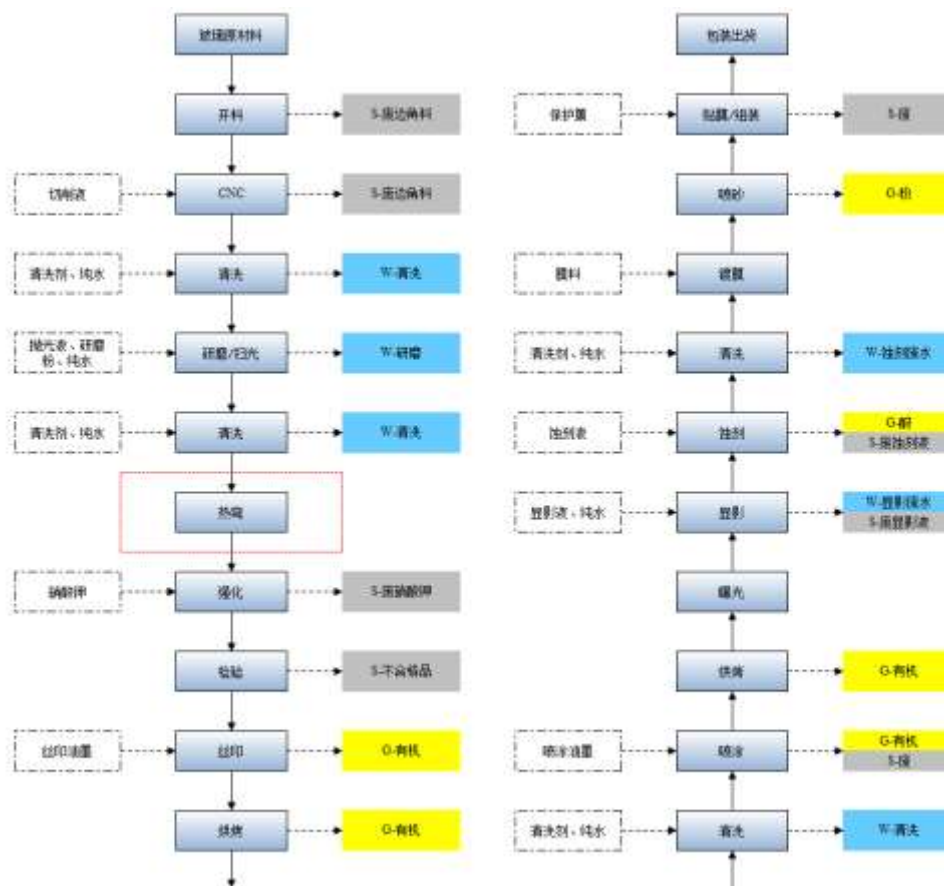 玻璃原材料
开料
S-废边角料
切削液
CNC
S-废边角料
清洗剂、纯水
清洗
W-清洗
抛光液、研磨
粉、纯水
研磨/扫光
W-研磨
清洗剂、纯水
清洗
W-清洗
热弯
硝酸钾
强化
S-废硝酸钾
检验
S-不合格品
丝印油墨
丝印
G-有机
烘烤
G-有机
包装出货
保护膜
贴膜/组装
S-废
喷砂
G-粉
膜料
镀膜
清洗剂、纯水
清洗
W-蚀刻废水
蚀刻液
蚀刻
S-废蚀刻液
显影液、纯水
显影
W-显影废水
S-废显影液
曝光
烘烤
G-有机
喷涂油墨
喷涂
G-有机
S-废
清洗剂、纯水
清洗
W-清洗